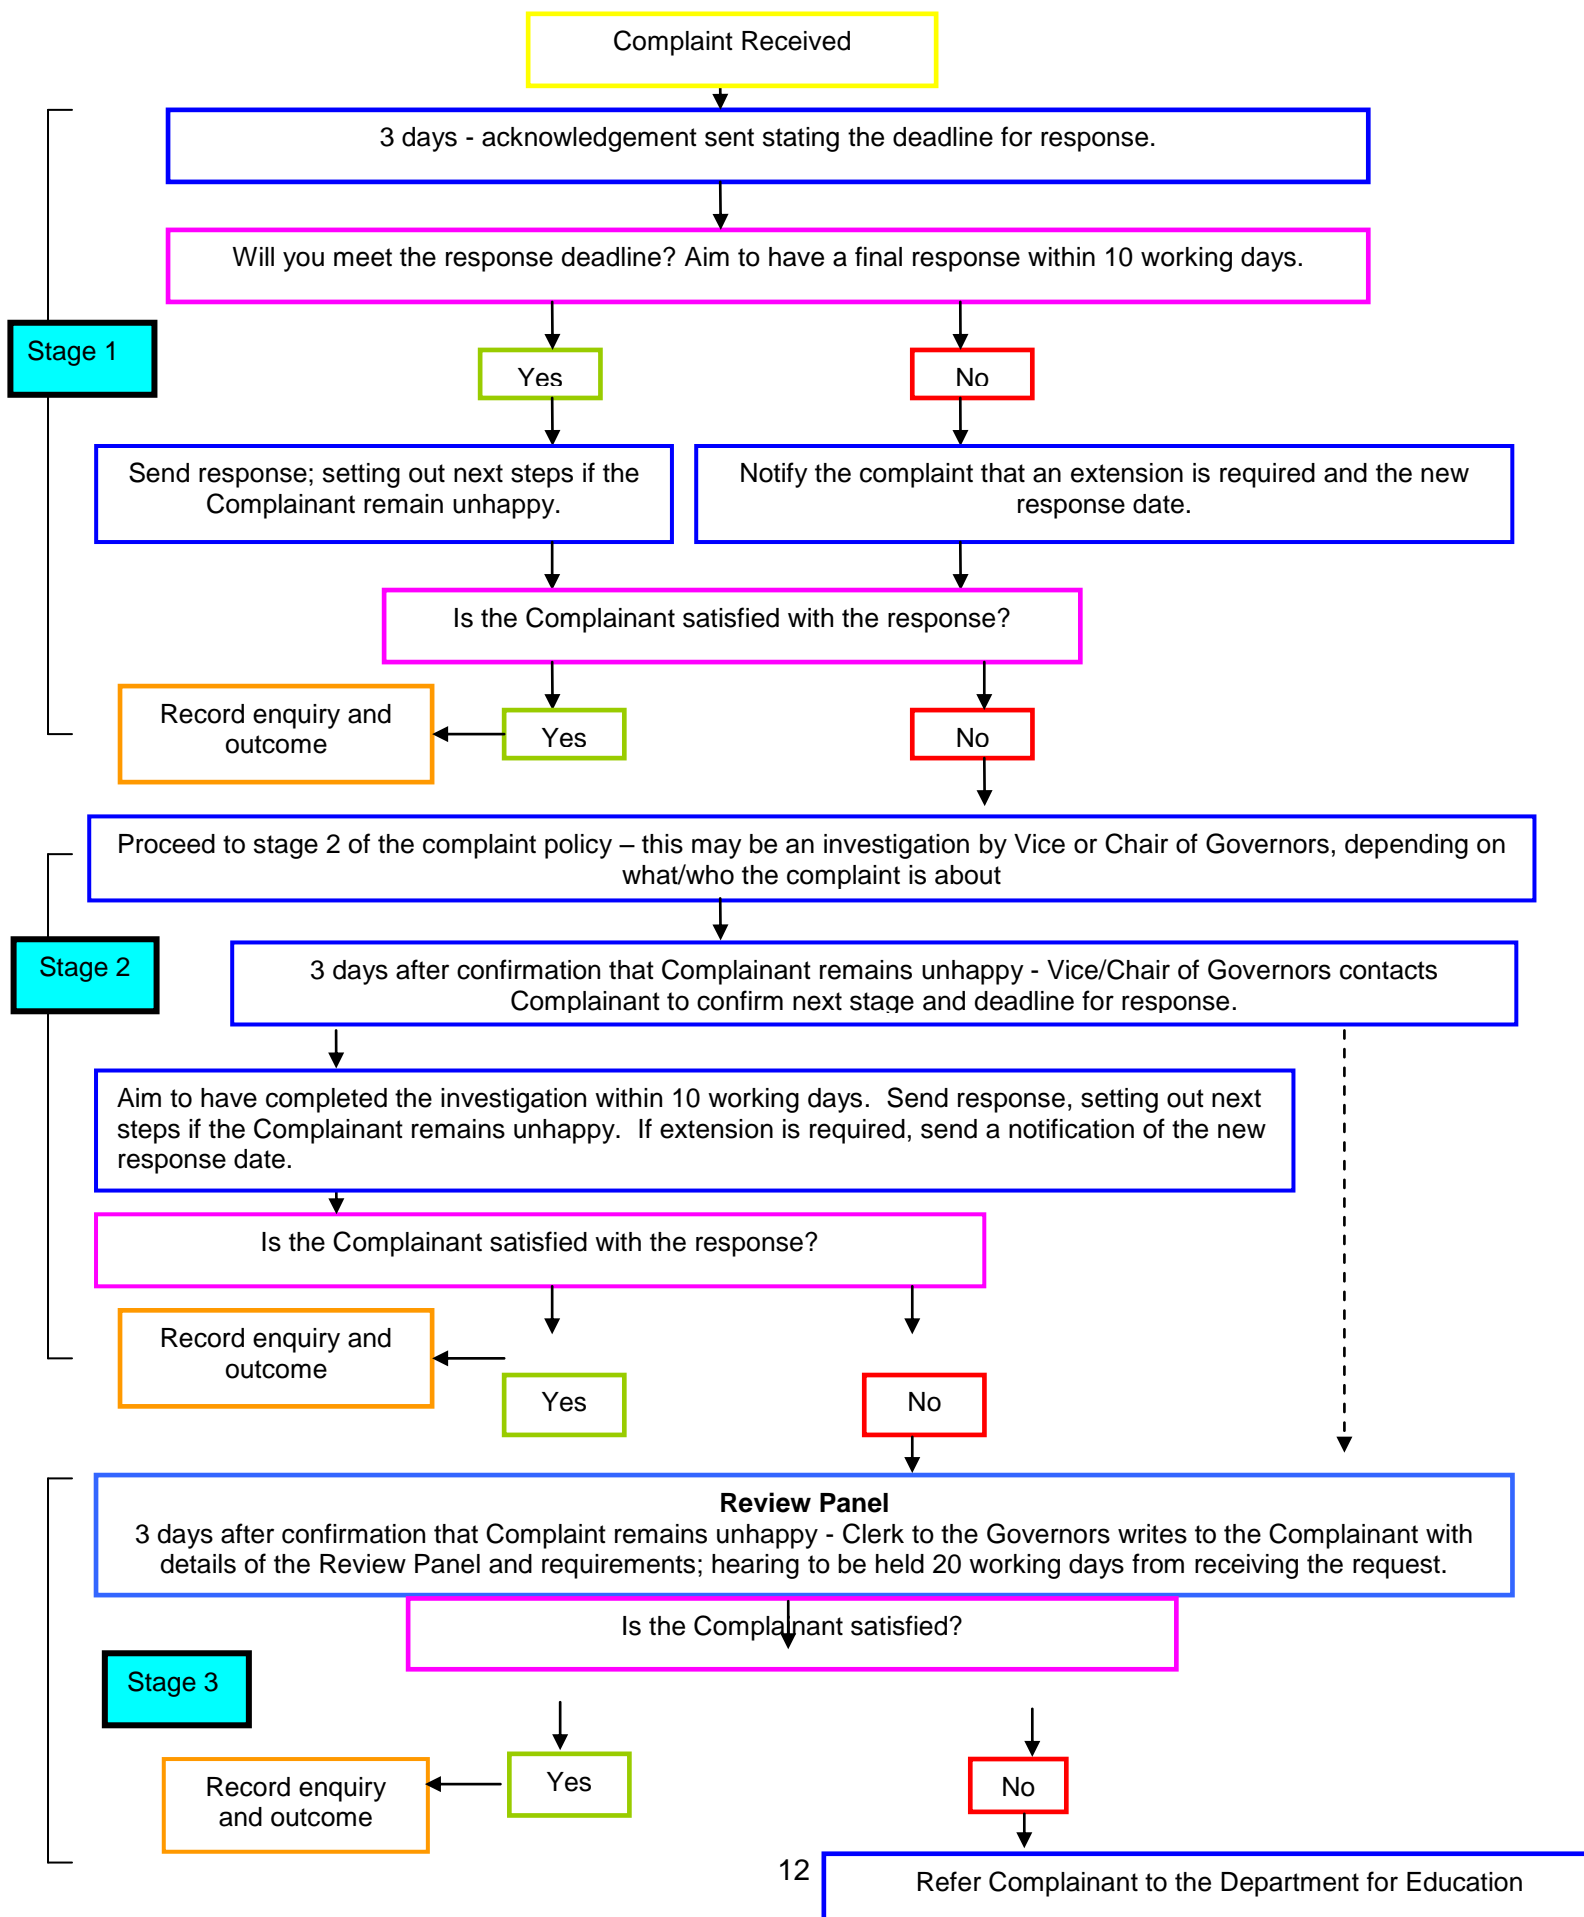 Complaint Received
3 days - acknowledgement sent stating the deadline for response.
Will you meet the response deadline? Aim to have a final response within 10 working days.
Stage 1
Yes
No
Send response; setting out next steps if the
Complainant remain unhappy.
Notify the complaint that an extension is required and the new
response date.
Is the Complainant satisfied with the response?
Record enquiry and
outcome
Yes
No
Proceed to stage 2 of the complaint policy – this may be an investigation by Vice or Chair of Governors, depending on
what/who the complaint is about
Stage 2
3 days after confirmation that Complainant remains unhappy - Vice/Chair of Governors contacts
Complainant to confirm next stage and deadline for response.
Aim to have completed the investigation within 10 working days.  Send response, setting out next
steps if the Complainant remains unhappy.  If extension is required, send a notification of the new
response date.
Is the Complainant satisfied with the response?
Record enquiry and
outcome
Yes
No
Review Panel
3 days after confirmation that Complaint remains unhappy - Clerk to the Governors writes to the Complainant with
details of the Review Panel and requirements; hearing to be held 20 working days from receiving the request.
Is the Complainant satisfied?
Stage 3
Record enquiry
and outcome
Yes
No
12
Refer Complainant to the Department for Education